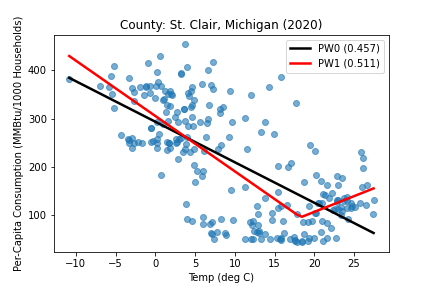 County: St. Clair, Michigan (2020)
PW0 (0.457)
PW1 (0.511)
Per-Capita Consumption (MMBtu/1000 Households)
400
300
200
100
−10 −5 0 5 10 15 20 25
Temp (deg C)